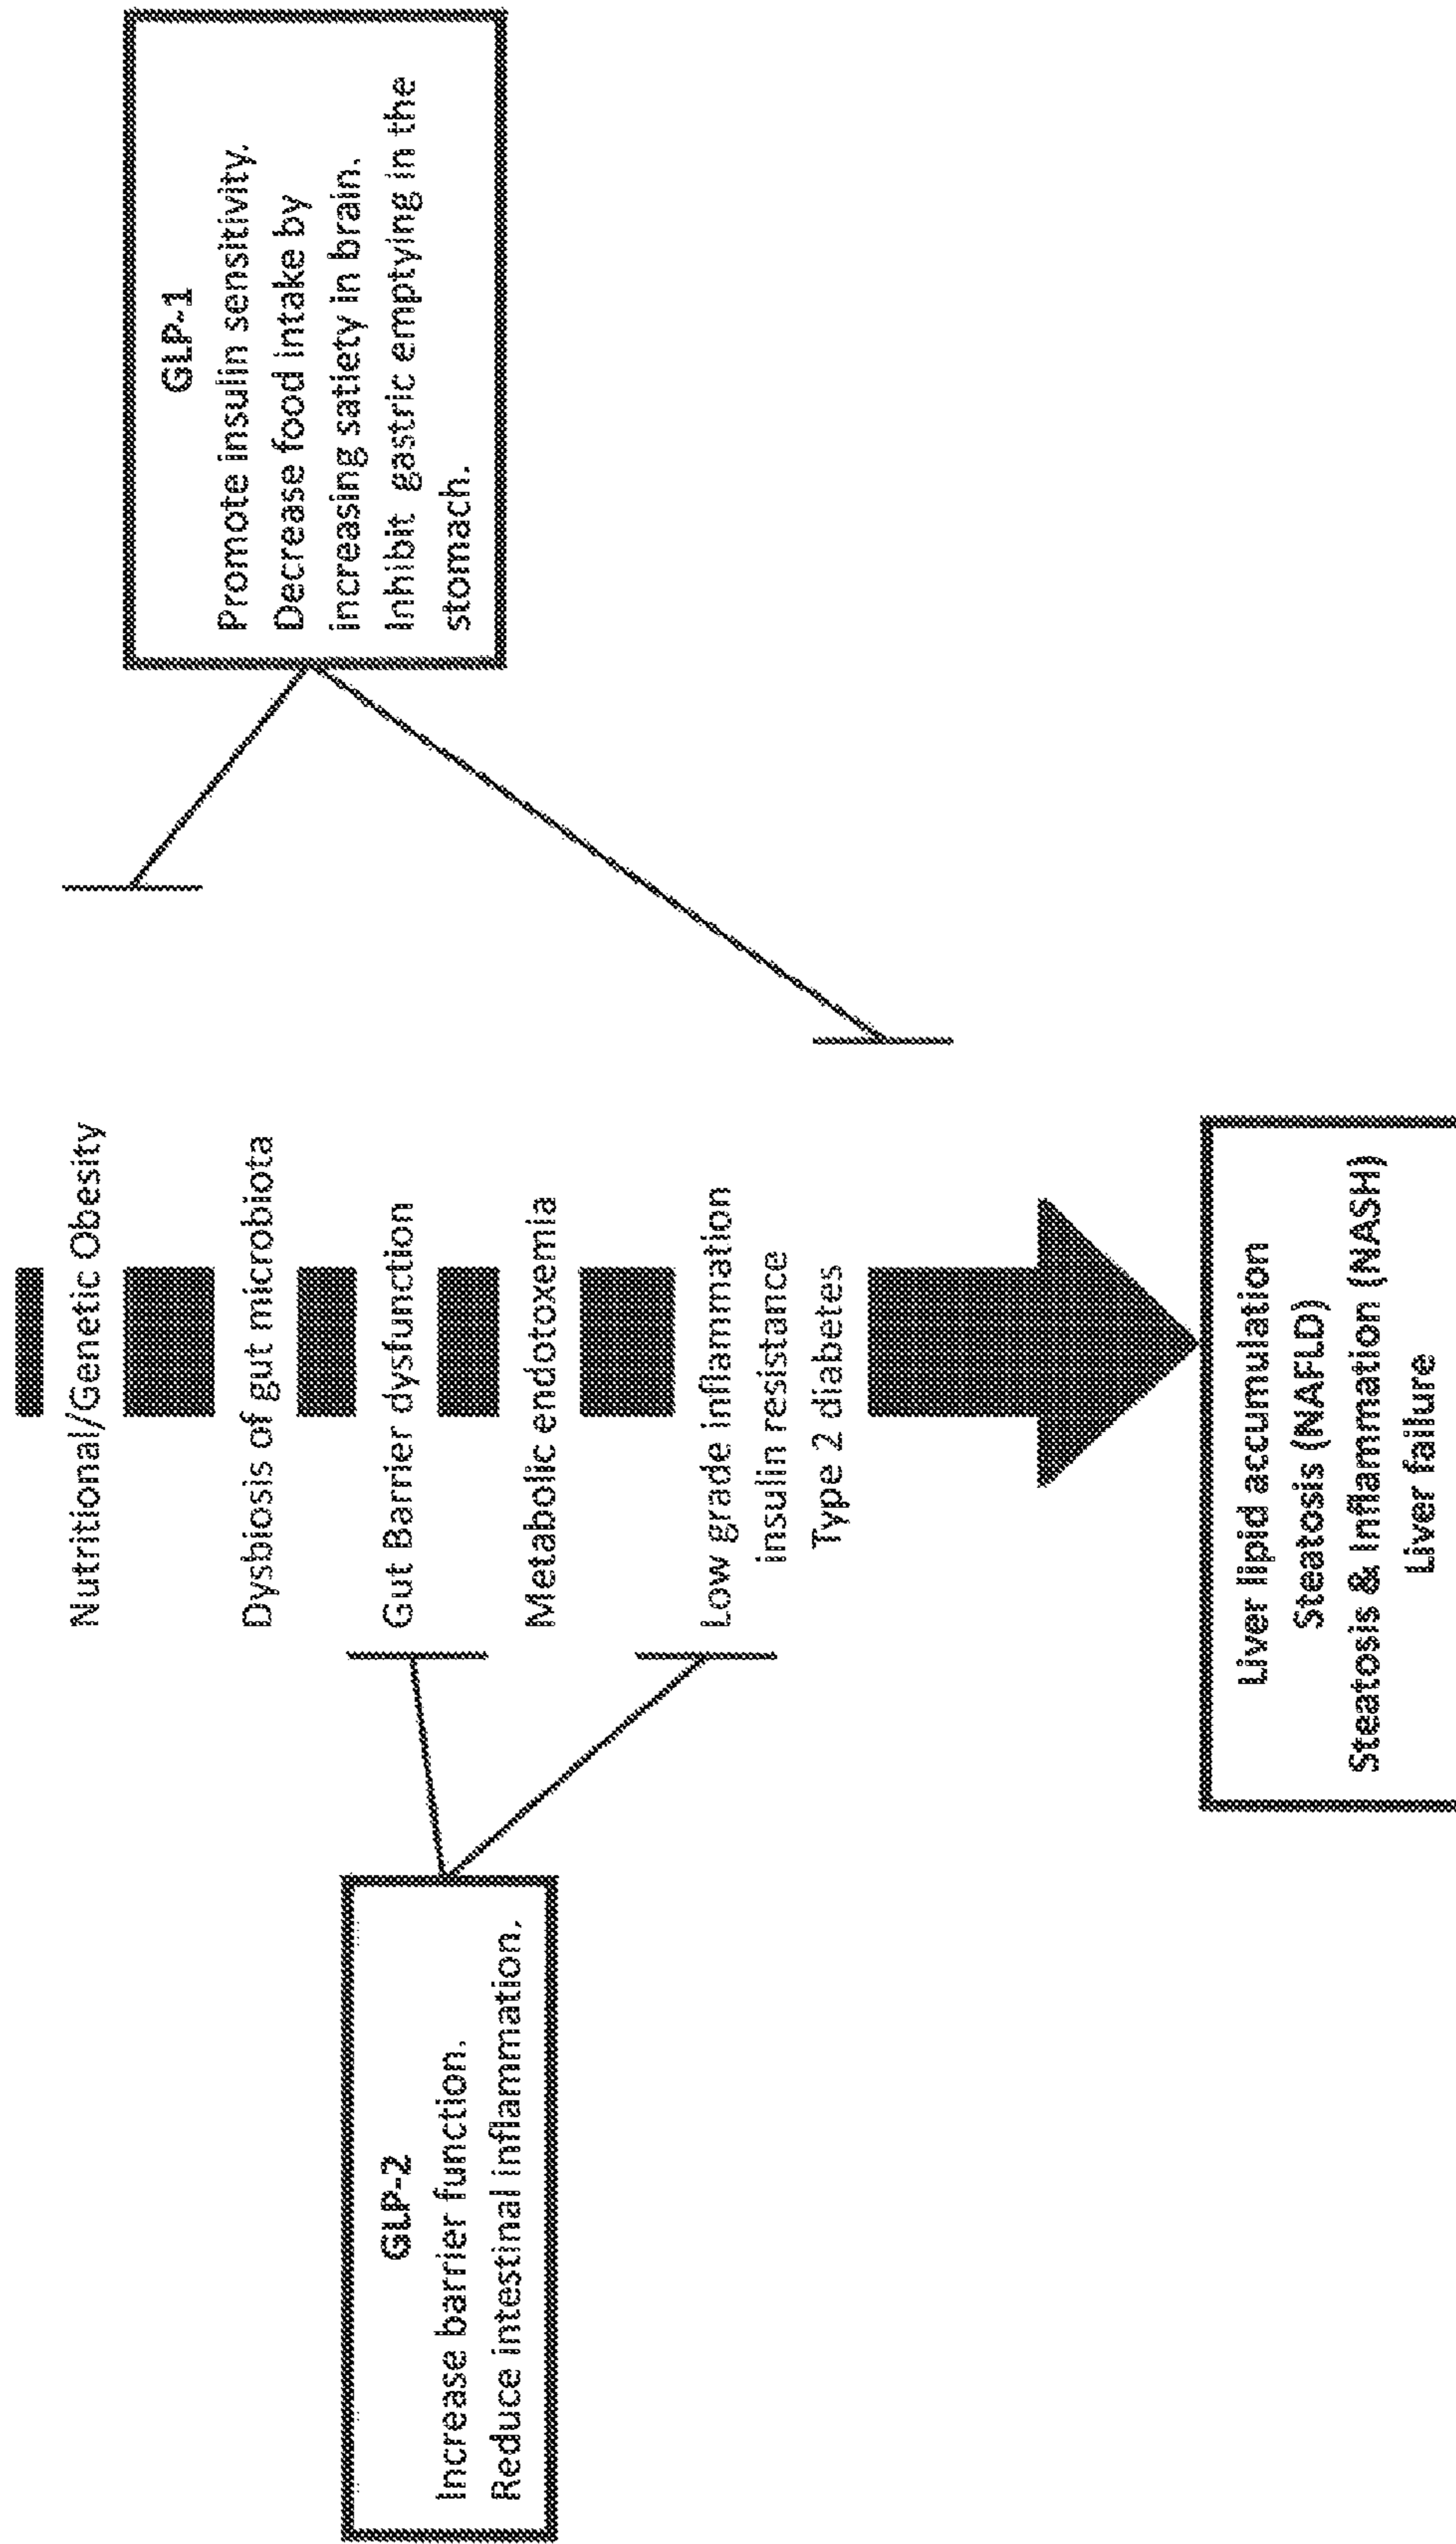 Nutritional/Genetic Obesity
Dysbiosis of gut microbiota
Gut Barrier dysfunction
Metabolic endotoxemia
Low grade inflammation
insulin resistance
Type 2 diabetes
Liver lipid accumulation
Steatosis (NAFLD)
Steatosis & Inflammation (NASH)
Liver failure
GLP-2
Increase barrier function.
Reduce intestinal inflammation.
GLP-1
Promote insulin sensitivity.
Decrease food intake by
increasing satiety in brain.
Inhibit gastric emptying in the
stomach.